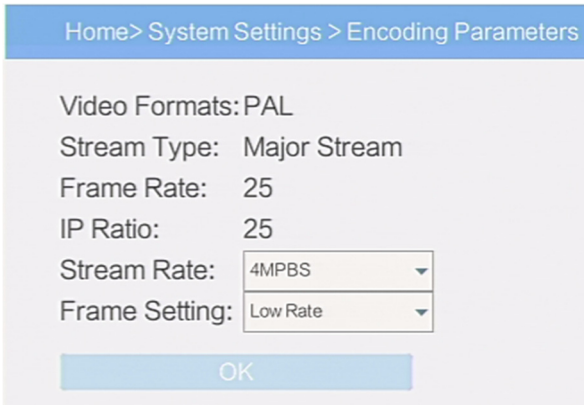 Home> System Settings > Encoding Parameters
Video Formats: PAL
Stream Type: Major Stream
Frame Rate: 25
IP Ratio: 25
Stream Rate: 4MPBS
Frame Setting: Low Rate
OK